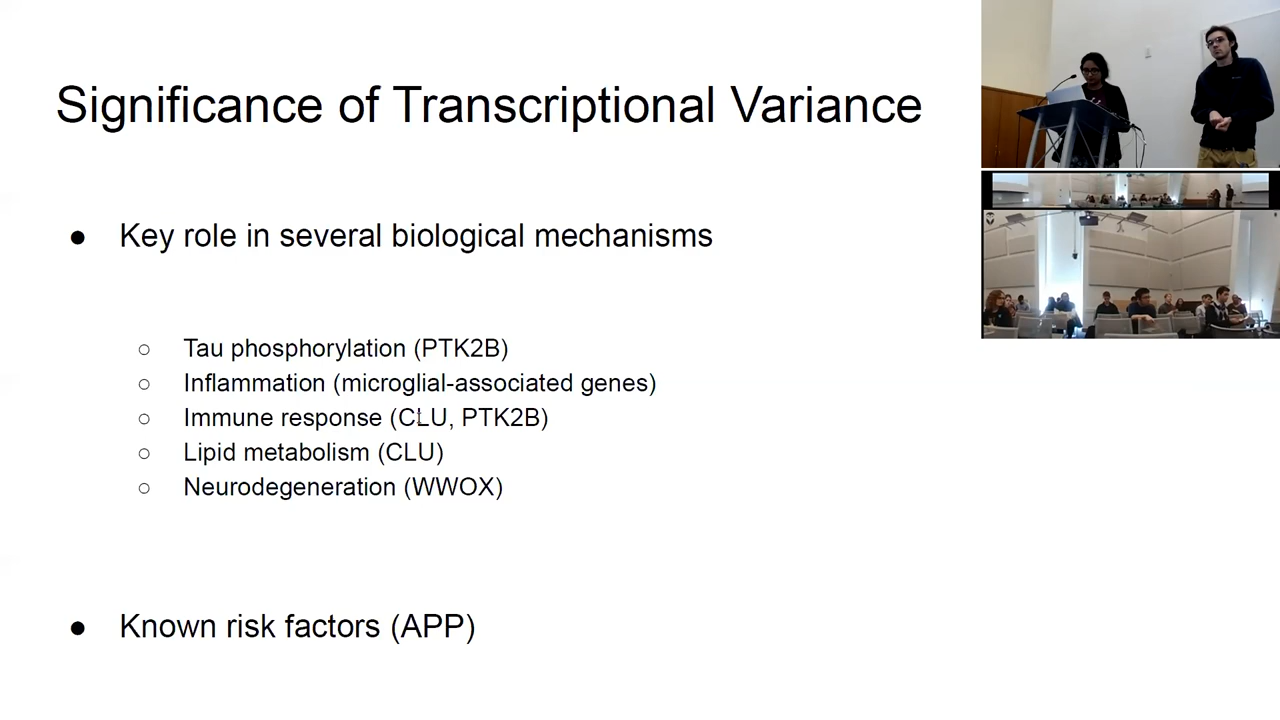 Significance of Transcriptional Variance
● Key role in several biological mechanisms
○ Tau phosphorylation (PTK2B)
○ Inflammation (microglial-associated genes)
○ Immune response (CLU, PTK2B)
○ Lipid metabolism (CLU)
○ Neurodegeneration (WWOX)
● Known risk factors (APP)